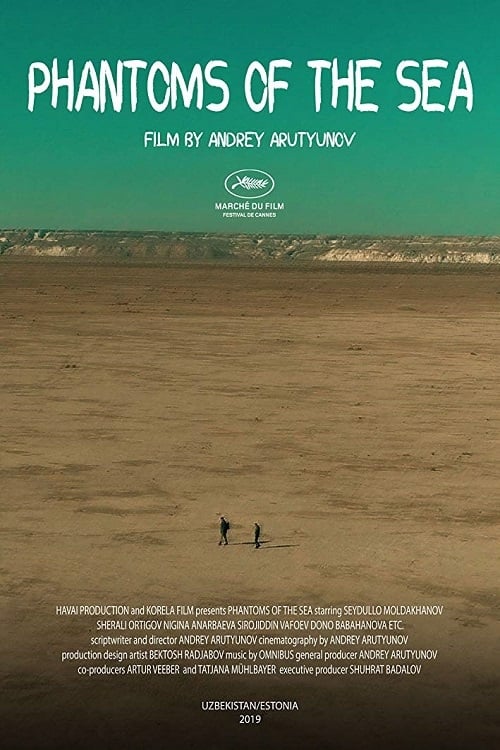 PHANTOMS OF THE SEA
FILM BY ANDREY ARUTYUNOV
MARCHÉ DU FILM
FESTIVAL DE CANNES
HAVAI PRODUCTION and KORELA FILM presents PHANTOMS OF THE SEA starring SEYDULLO MOLDAKHANOV
SHERALI ORTIGOV NIGINA ANARBAEVA SIROJIDDIN VAFOEV DONO BABAHANOVA ETC.
scriptwriter and director ANDREY ARUTYUNOV cinematography by ANDREY ARUTYUNOV
production design artist BEKTOSH RADJABOV music by OMNIBUS general producer ANDREY ARUTYUNOV
co-producers ARTUR VEEBER and TATJANA MÜHLBAYER executive producer SHUHRAT BADALOV
UZBEKISTAN/ESTONIA
2019